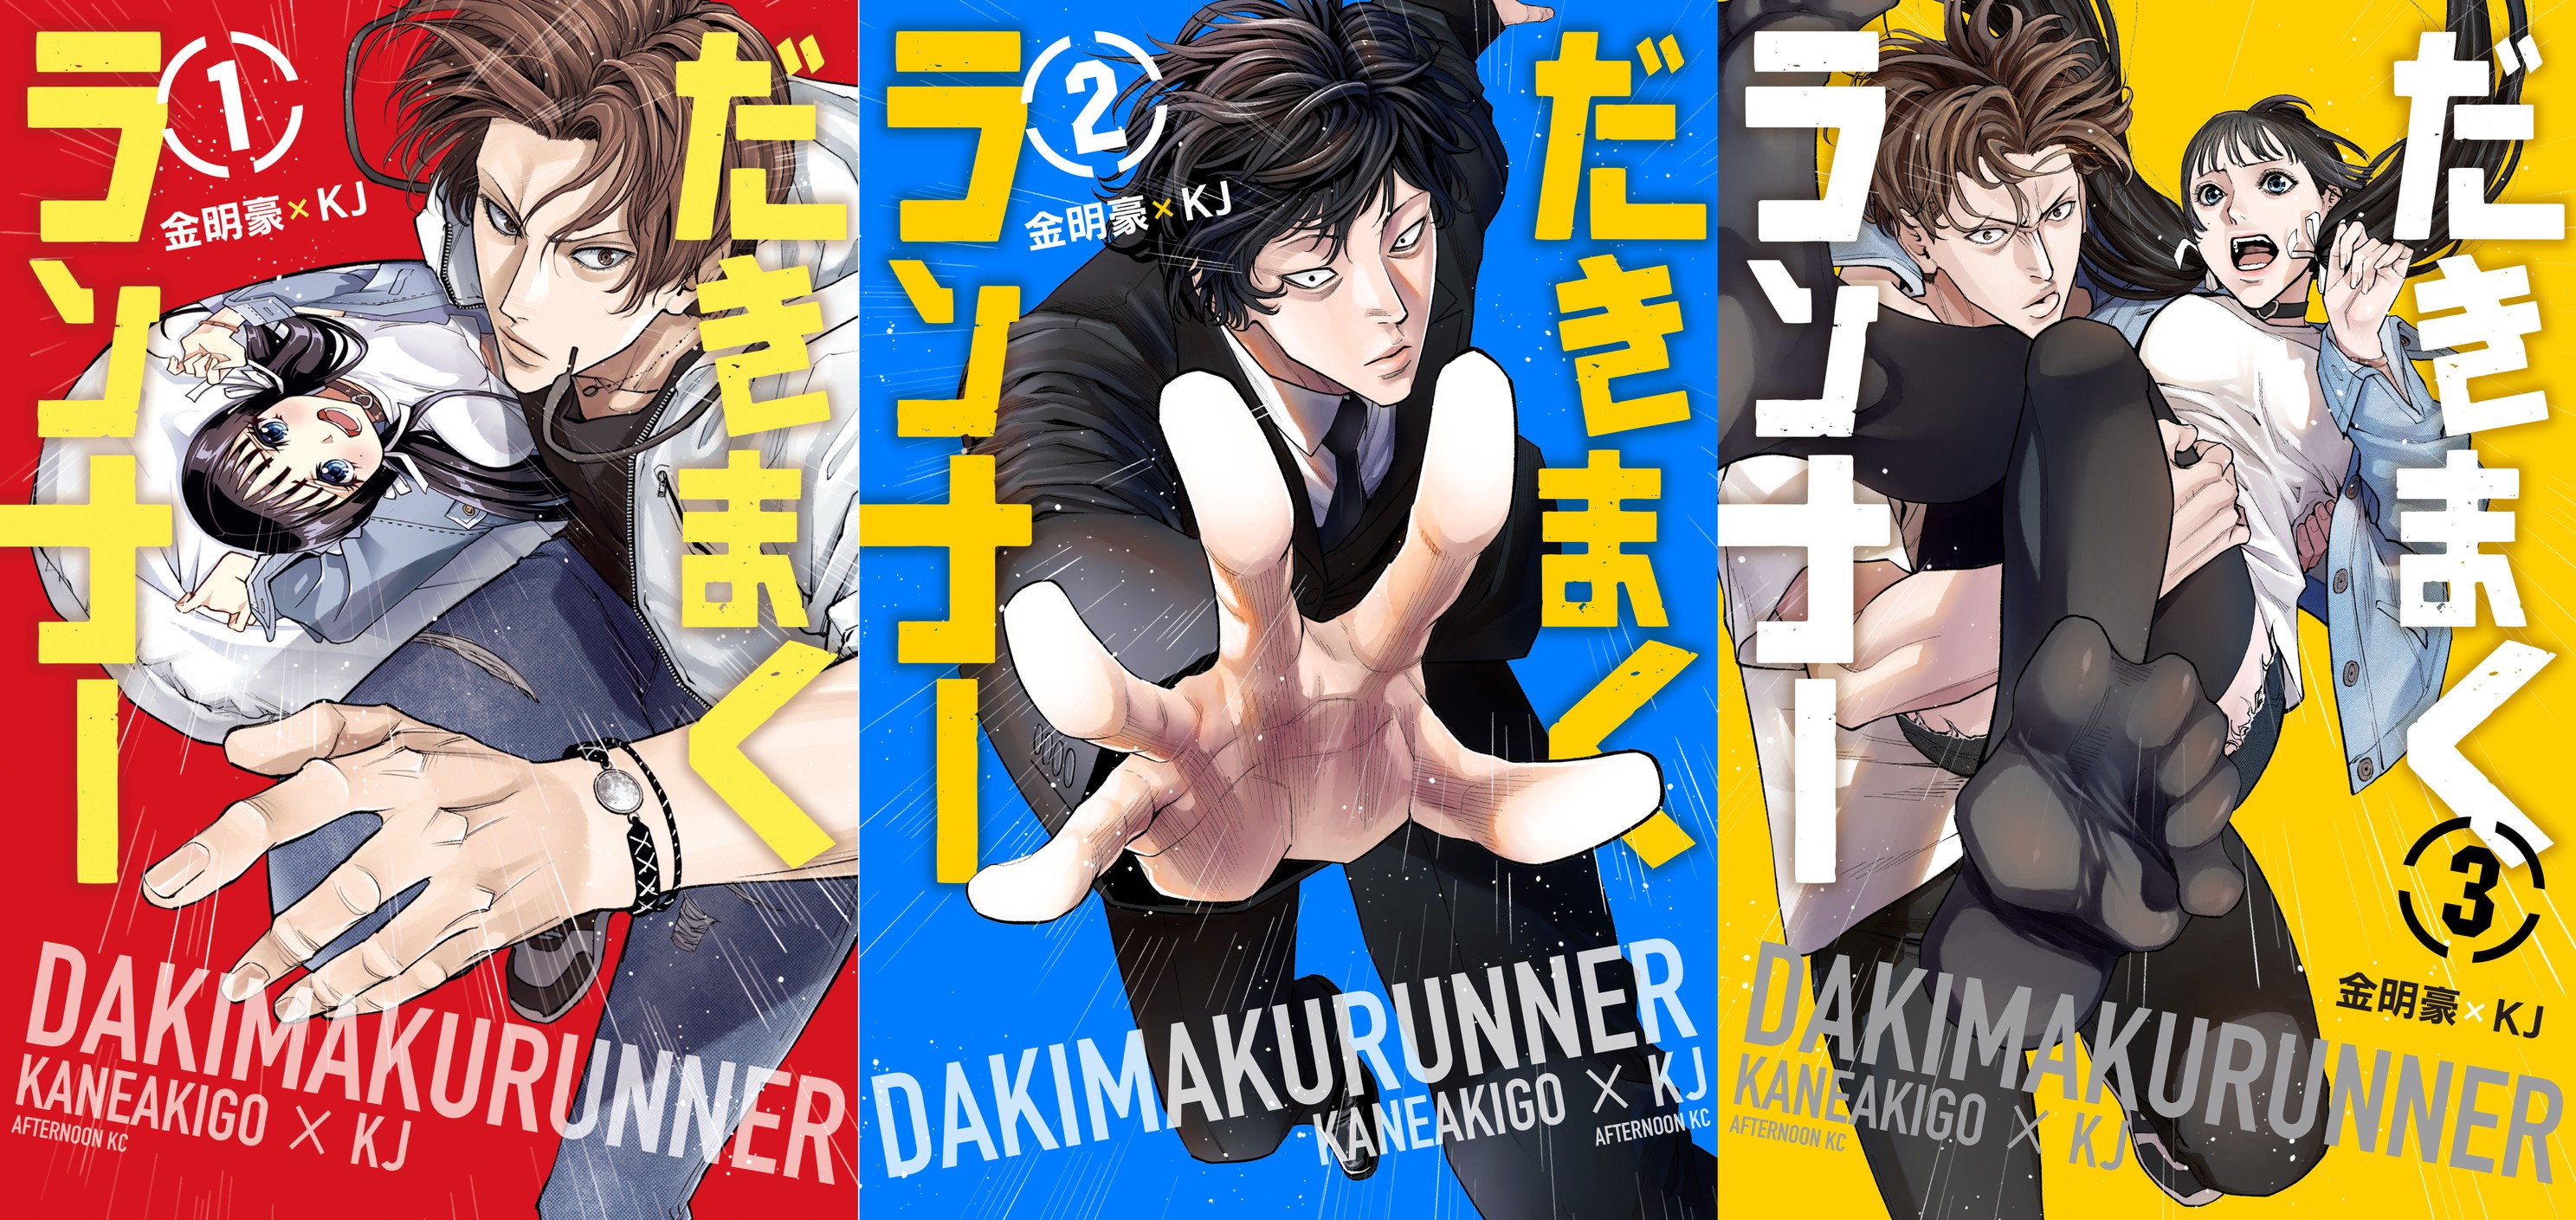 だきまく
ランナー
1
金明豪×KJ
DAKIMAKURUNNER
KANEAKIGO × KJ
AFTERNOON KC
だきまく
ランナー
2
金明豪×KJ
DAKIMAKURUNNER
KANEAKIGO × KJ
AFTERNOON KC
だきまく
ランナー
3
金明豪×KJ
DAKIMAKURUNNER
KANEAKIGO × KJ
AFTERNOON KC